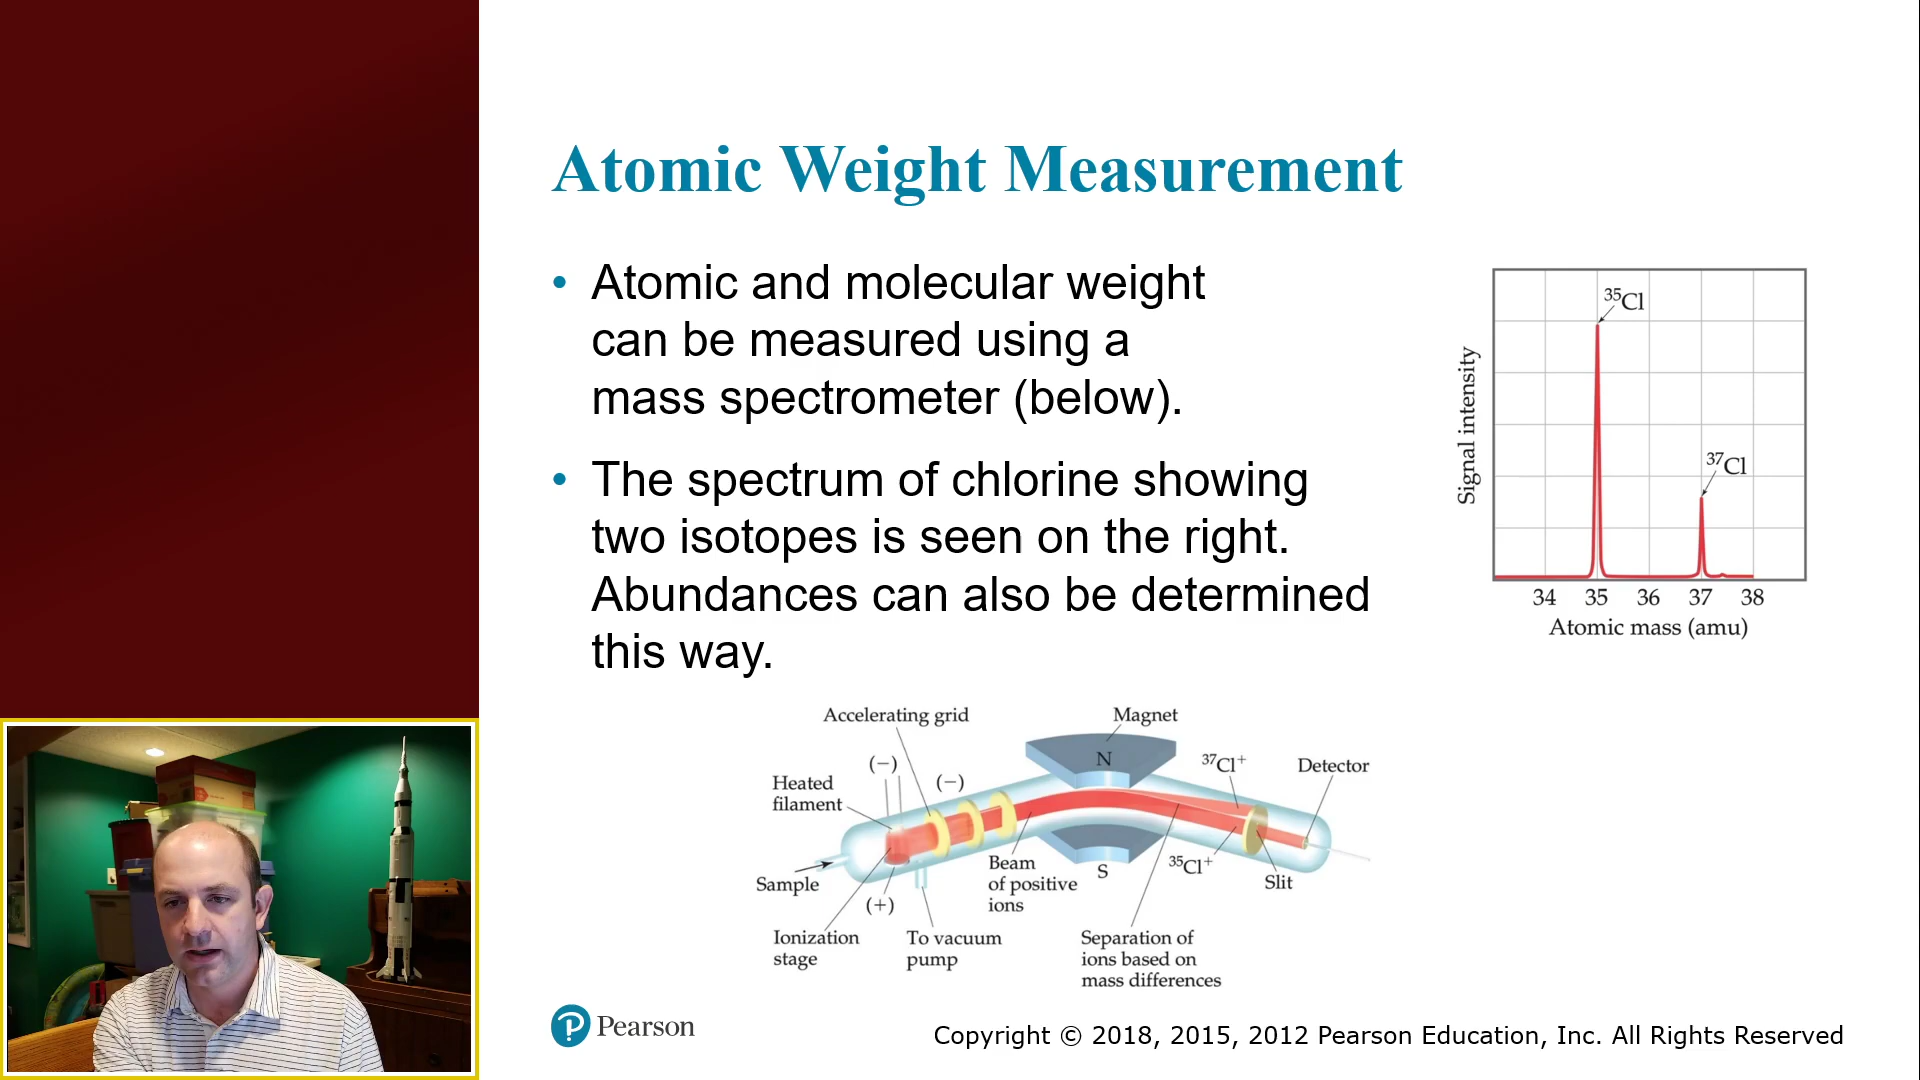 Atomic Weight Measurement
• Atomic and molecular weight
can be measured using a
mass spectrometer (below).
• The spectrum of chlorine showing
two isotopes is seen on the right.
Abundances can also be determined
this way.
Signal intensity
³⁵Cl
³⁷Cl
34 35 36 37 38
Atomic mass (amu)
Accelerating grid
Magnet
(−)
(−)
N
³⁷Cl⁺
Detector
Heated
filament
Sample
(+)
Beam
of positive
ions
S
³⁵Cl⁺
Slit
Ionization
stage
To vacuum
pump
Separation of
ions based on
mass differences
P Pearson
Copyright © 2018, 2015, 2012 Pearson Education, Inc. All Rights Reserved